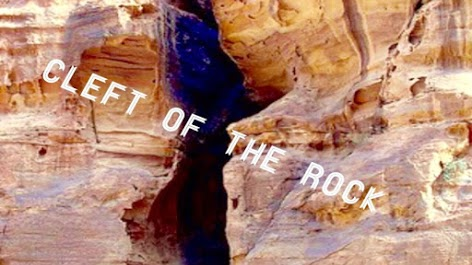 CLEFT OF THE ROCK